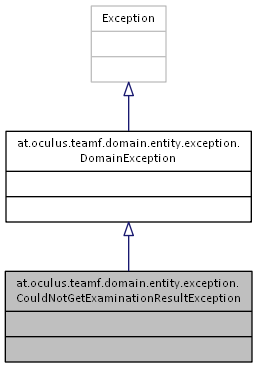 Exception
at.oculus.teamf.domain.entity.exception.
DomainException
at.oculus.teamf.domain.entity.exception.
CouldNotGetExaminationResultException